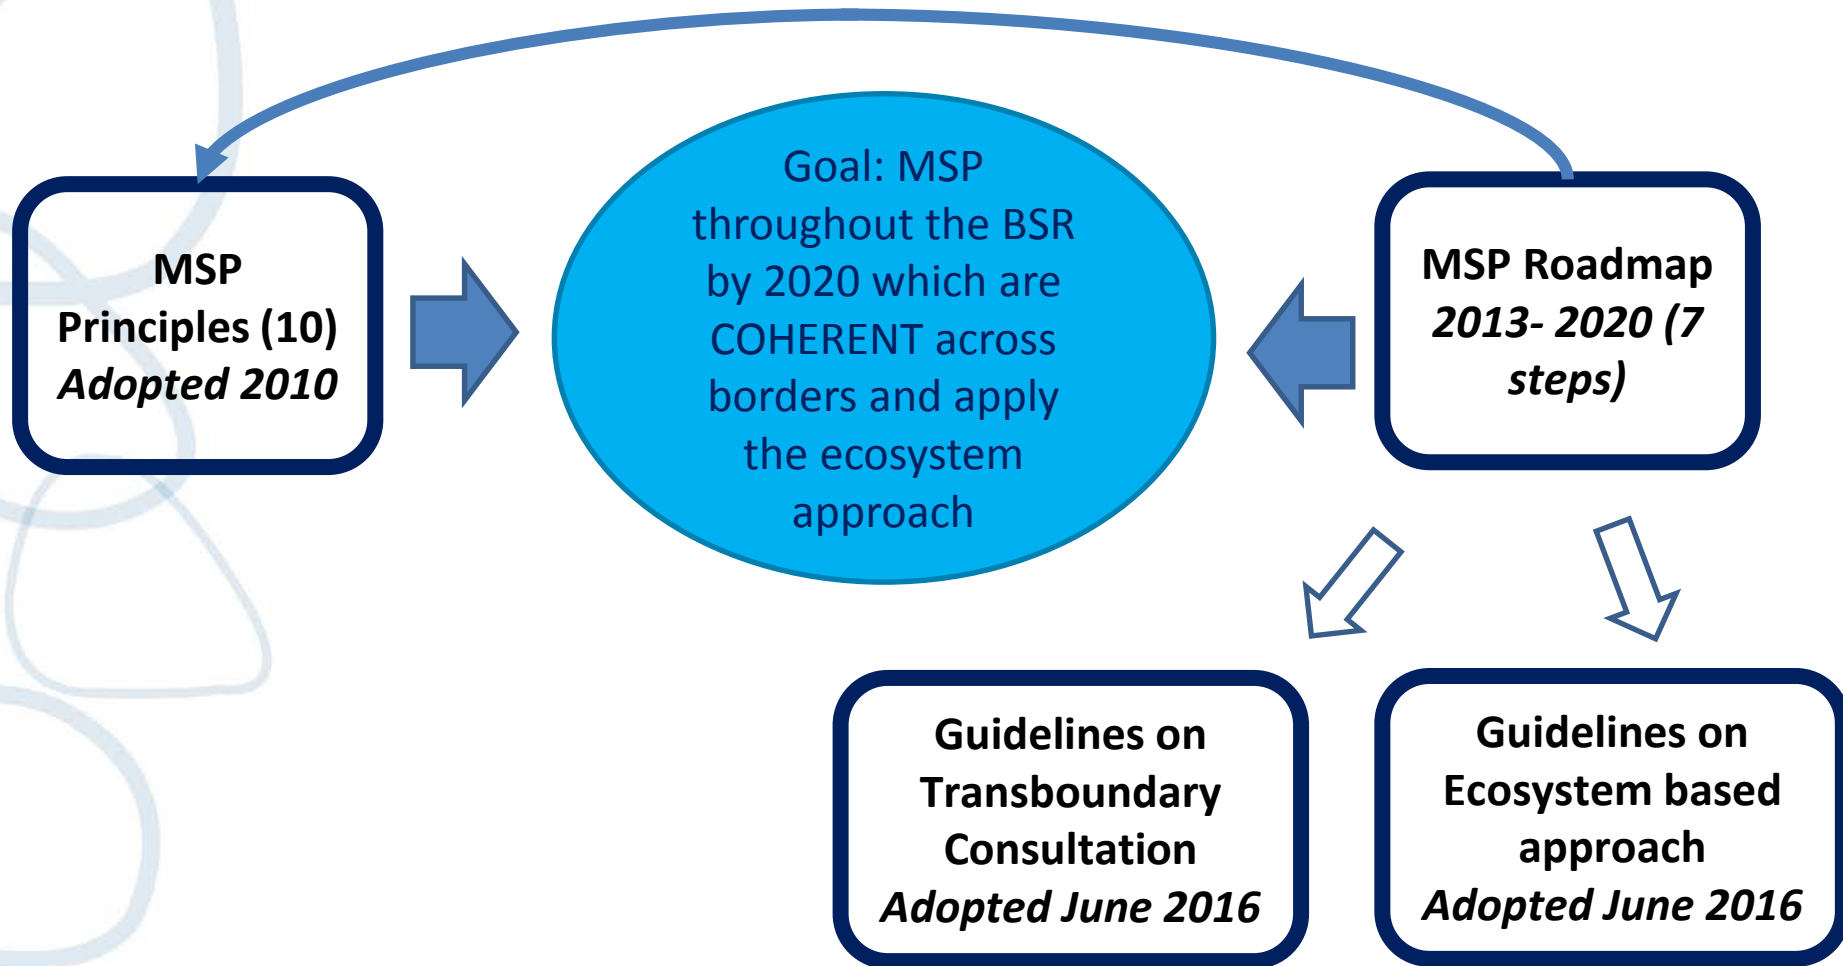 MSP
Principles (10)
Adopted 2010
Goal: MSP
throughout the BSR
by 2020 which are
COHERENT across
borders and apply
the ecosystem
approach
MSP Roadmap
2013- 2020 (7
steps)
Guidelines on
Transboundary
Consultation
Adopted June 2016
Guidelines on
Ecosystem based
approach
Adopted June 2016